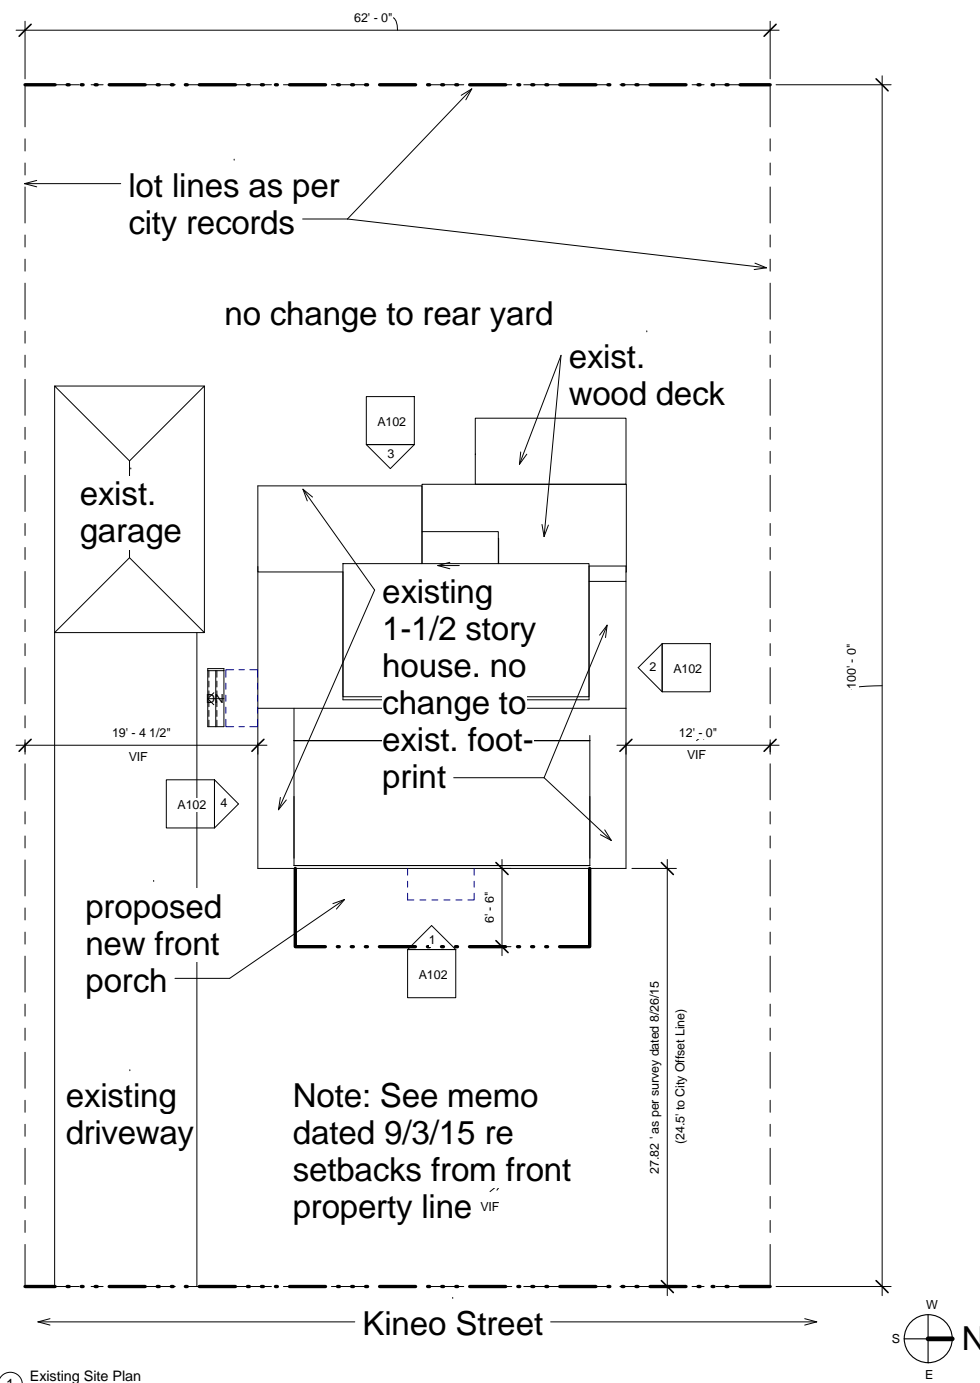 62' - 0"
lot lines as per
city records
no change to rear yard
exist.
wood deck
A102
3
exist.
garage
existing
1-1/2 story
house. no
change to
exist. foot-
print
2
A102
100' - 0"
19' - 4 1/2"
VIF
12' - 0"
VIF
A102
4
proposed
new front
porch
6' - 6"
1
A102
27.82 ' as per survey dated 8/26/15
(24.5' to City Offset Line)
existing
driveway
Note: See memo
dated 9/3/15 re
setbacks from front
property line
VIF
Kineo Street
W
S
N
E
1
Existing Site Plan